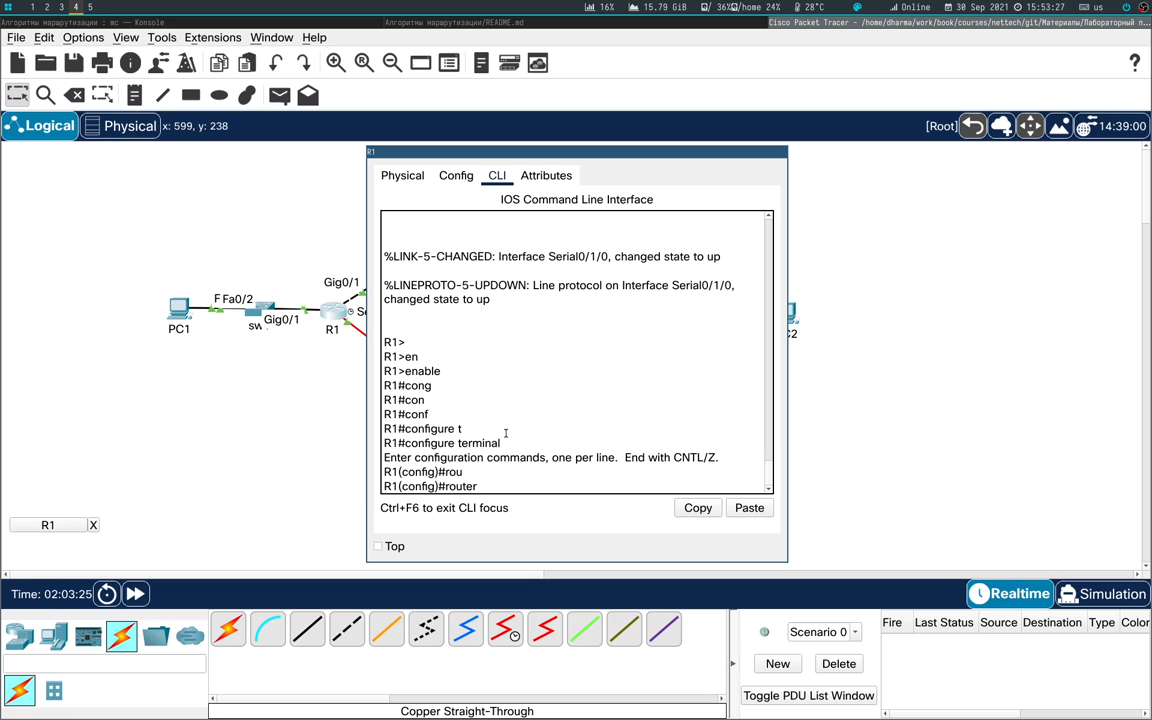 1 2 3 4 5
16% 15.79 GiB 36% /home 24% 28°C Online 30 Sep 2021 15:53:27 us
Алгоритмы маршрутизации : mc — Konsole
Алгоритмы маршрутизации/README.md
Cisco Packet Tracer - /home/dharma/work/book/courses/nettech/git/Материалы/Лабораторный п...
File Edit Options View Tools Extensions Window Help
?
Logical
Physical
x: 599, y: 238
[Root]
14:39:00
R1
Physical Config CLI Attributes
IOS Command Line Interface
%LINK-5-CHANGED: Interface Serial0/1/0, changed state to up
%LINEPROTO-5-UPDOWN: Line protocol on Interface Serial0/1/0,
changed state to up
R1>
R1>en
R1>enable
R1#cong
R1#con
R1#conf
R1#configure t
R1#configure terminal
Enter configuration commands, one per line. End with CNTL/Z.
R1(config)#rou
R1(config)#router
Ctrl+F6 to exit CLI focus
Copy
Paste
Top
Gig0/1
F Fa0/2
Gig0/1
Se
PC1
sw
R1
C2
R1
X
Time: 02:03:25
Realtime
Simulation
Scenario 0
New
Delete
Toggle PDU List Window
Fire Last Status Source Destination Type Color
Copper Straight-Through